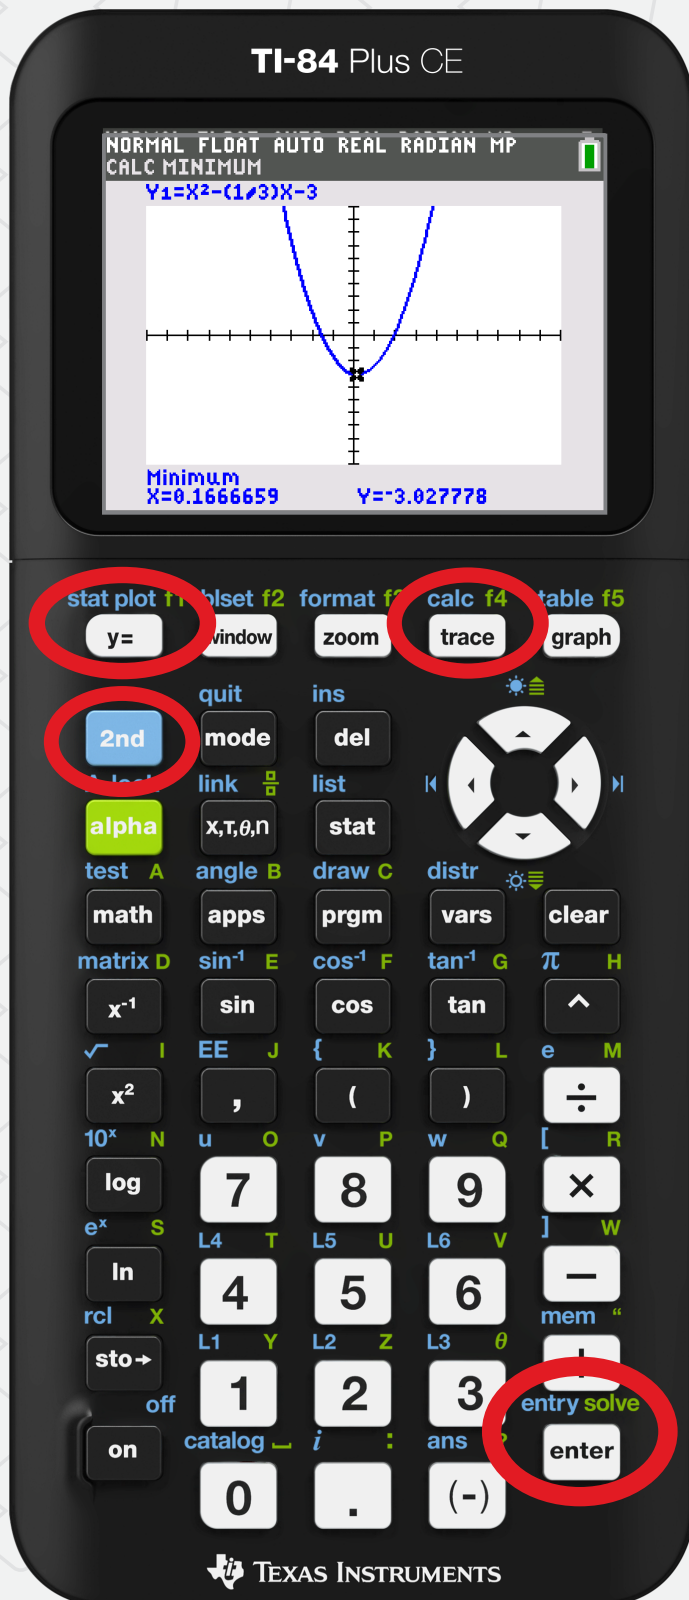 TI-84 Plus CE
NORMAL FLOAT AUTO REAL RADIAN MP
CALC MINIMUM
Y1=X²-(1/3)X-3
Minimum
X=0.1666659 Y=-3.027778
stat plot f1 tblset f2 format f3 calc f4 table f5
y= window zoom trace graph
quit ins
2nd mode del
A-lock link list
alpha x,T,θ,n stat
test A angle B draw C distr
math apps prgm vars clear
matrix D sin⁻¹ E cos⁻¹ F tan⁻¹ G π H
x⁻¹ sin cos tan ^
√ I EE J { K } L e M
x² , ( ) ÷
10ˣ N u O v P w Q [ R
log 7 8 9 ×
eˣ S L4 T L5 U L6 V ] W
ln 4 5 6 −
rcl X L1 Y L2 Z L3 θ mem “
sto→ 1 2 3 +
off catalog ⎵ i : ans ? entry solve
on 0 . (-) enter
TEXAS INSTRUMENTS